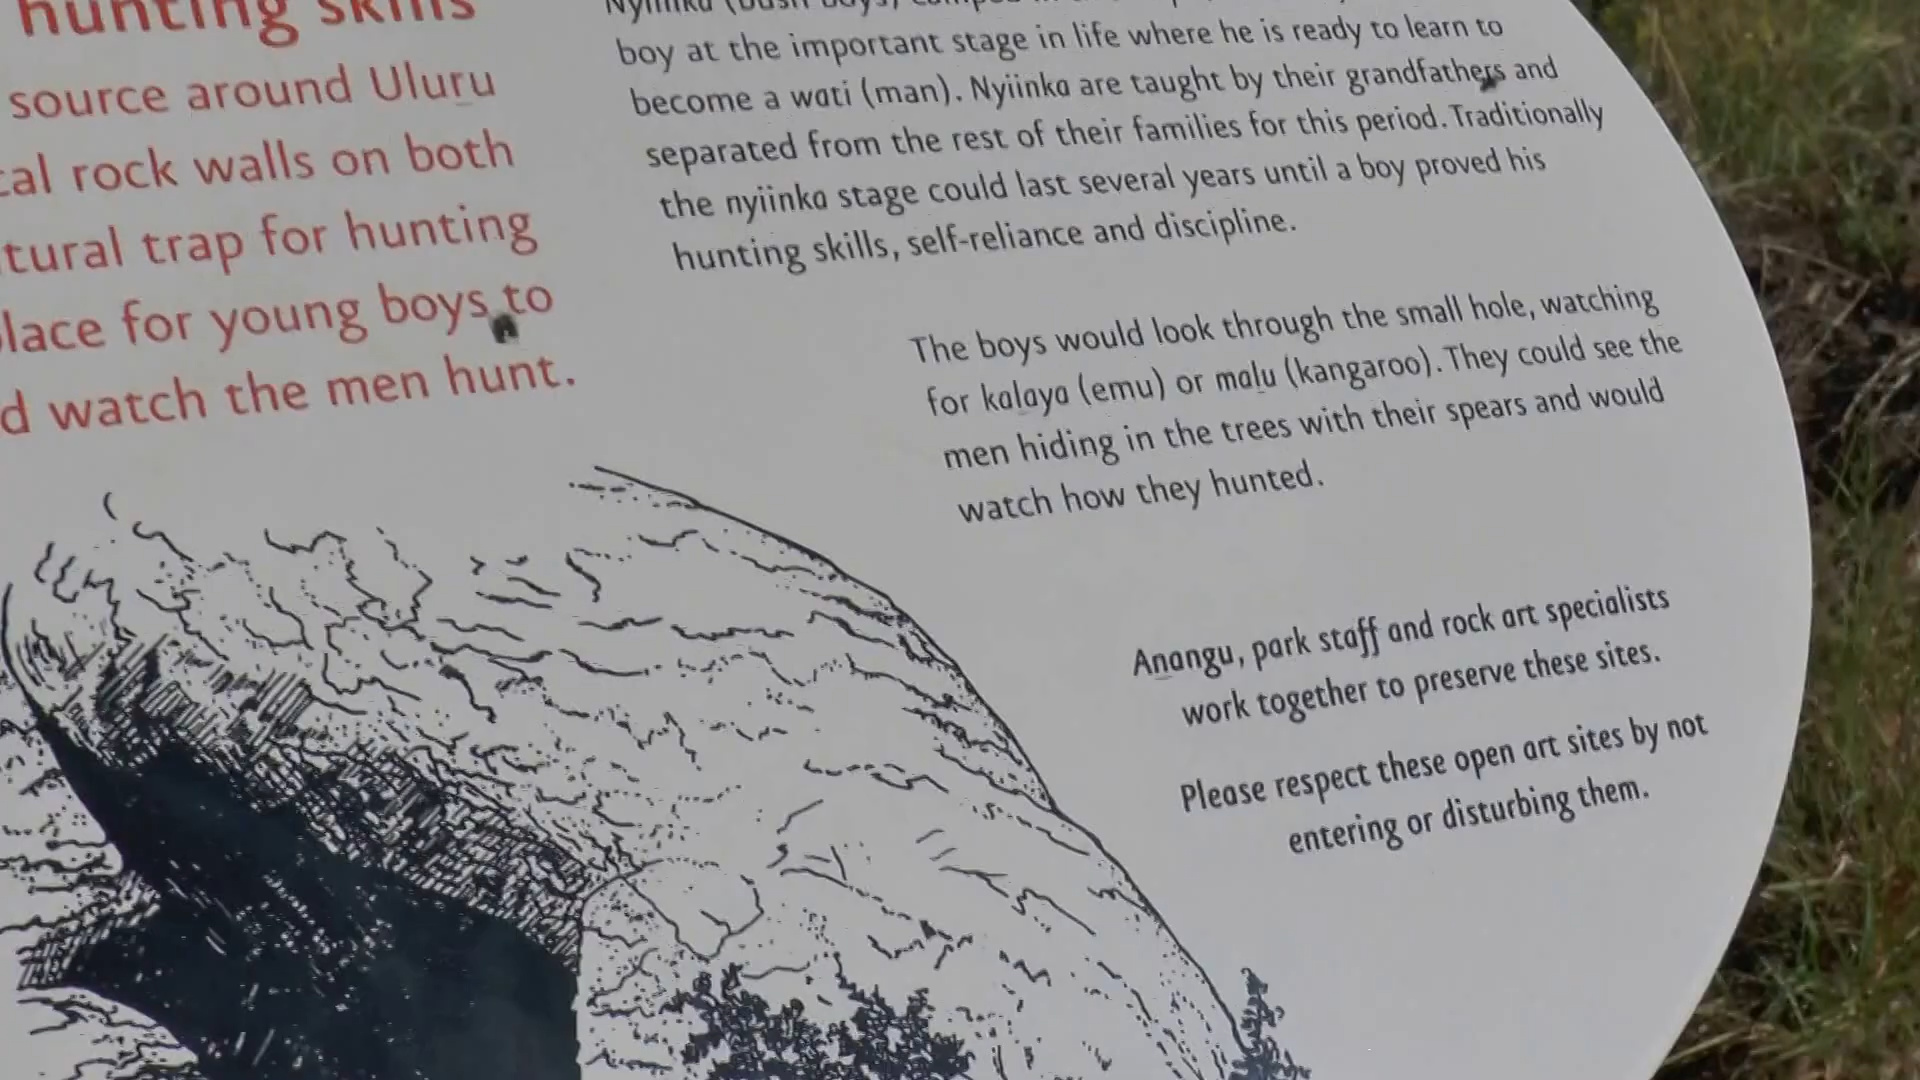 hunting skills
source around Uluru
cal rock walls on both
tural trap for hunting
place for young boys to
d watch the men hunt.
boy at the important stage in life where he is ready to learn to
become a wati (man). Nyiinka are taught by their grandfathers and
separated from the rest of their families for this period. Traditionally
the nyiinka stage could last several years until a boy proved his
hunting skills, self-reliance and discipline.
The boys would look through the small hole, watching
for kalaya (emu) or malu (kangaroo). They could see the
men hiding in the trees with their spears and would
watch how they hunted.
Anangu, park staff and rock art specialists
work together to preserve these sites.
Please respect these open art sites by not
entering or disturbing them.